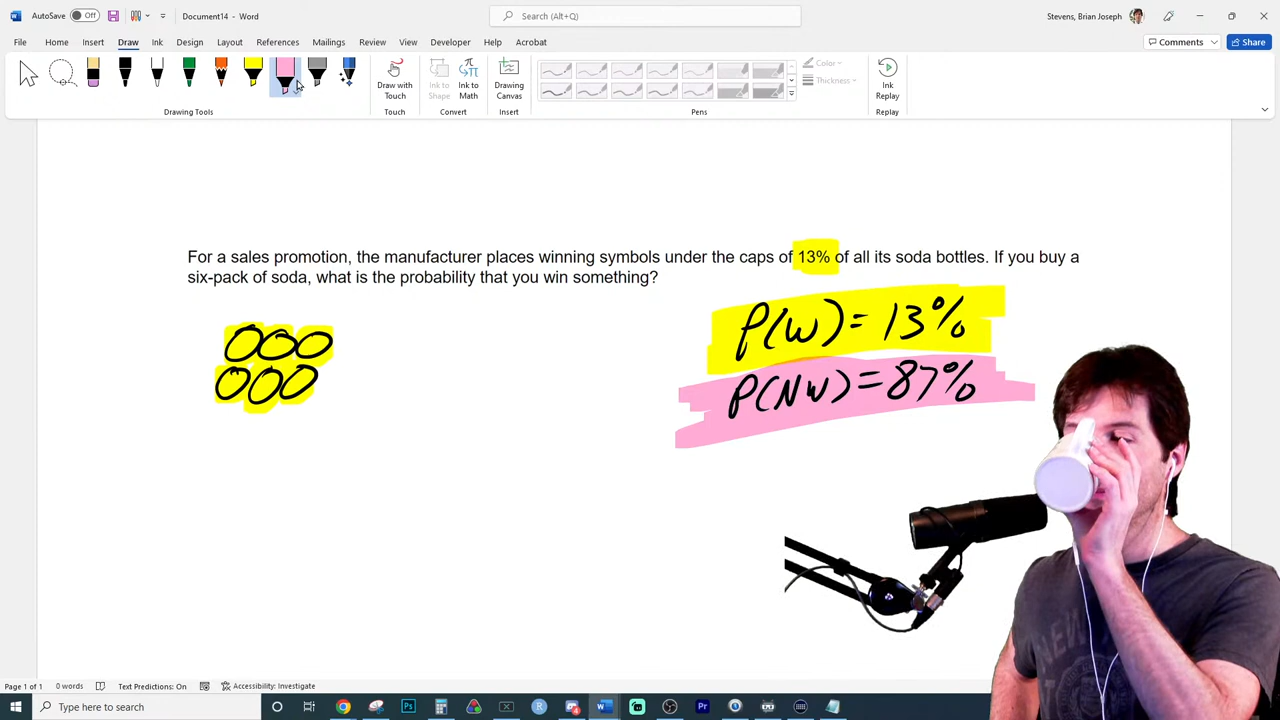 AutoSave Off Document14 - Word Search (Alt+Q) Stevens, Brian Joseph
File Home Insert Draw Ink Design Layout References Mailings Review View Developer Help Acrobat Comments Share
Draw with Touch
Ink to Shape
Ink to Math
Drawing Canvas
Color
Thickness
Ink Replay
Drawing Tools Touch Convert Insert Pens Replay
For a sales promotion, the manufacturer places winning symbols under the caps of 13% of all its soda bottles. If you buy a
six-pack of soda, what is the probability that you win something?
P(W) = 13%
P(NW) = 87%
Page 1 of 1 0 words Text Predictions: On Accessibility: Investigate
Type here to search